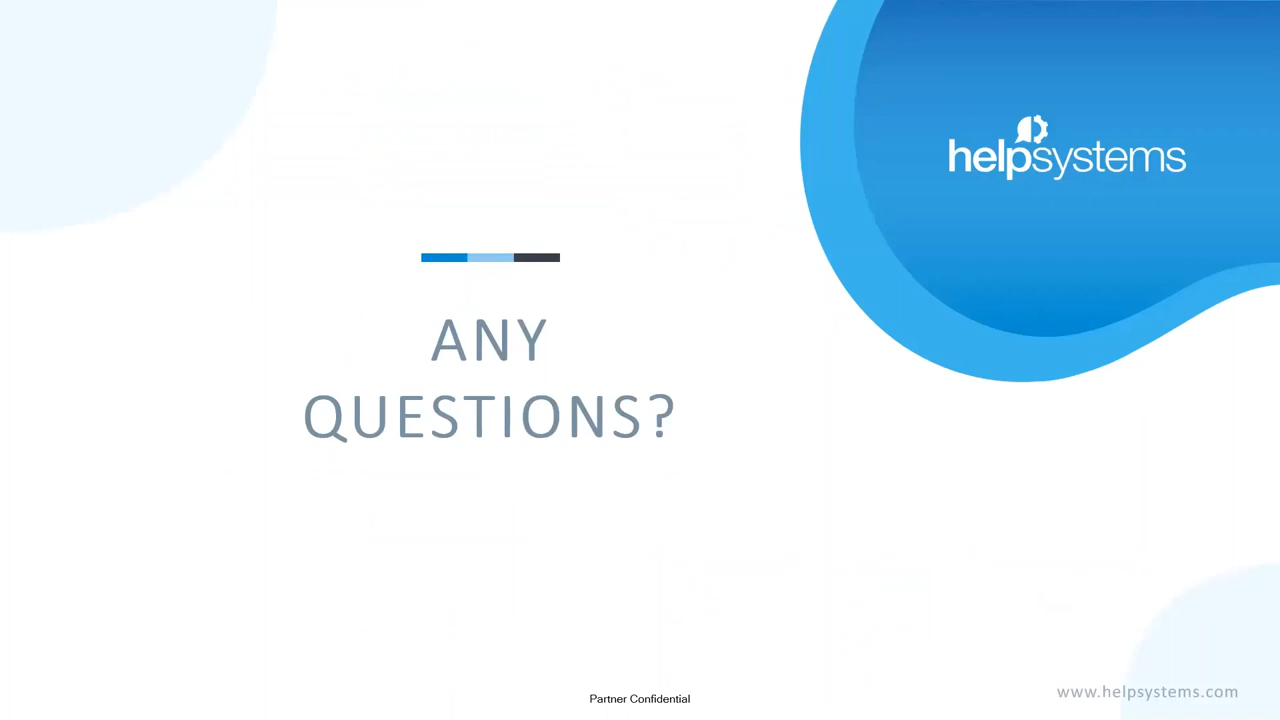 helpsystems
ANY
QUESTIONS?
Partner Confidential
www.helpsystems.com